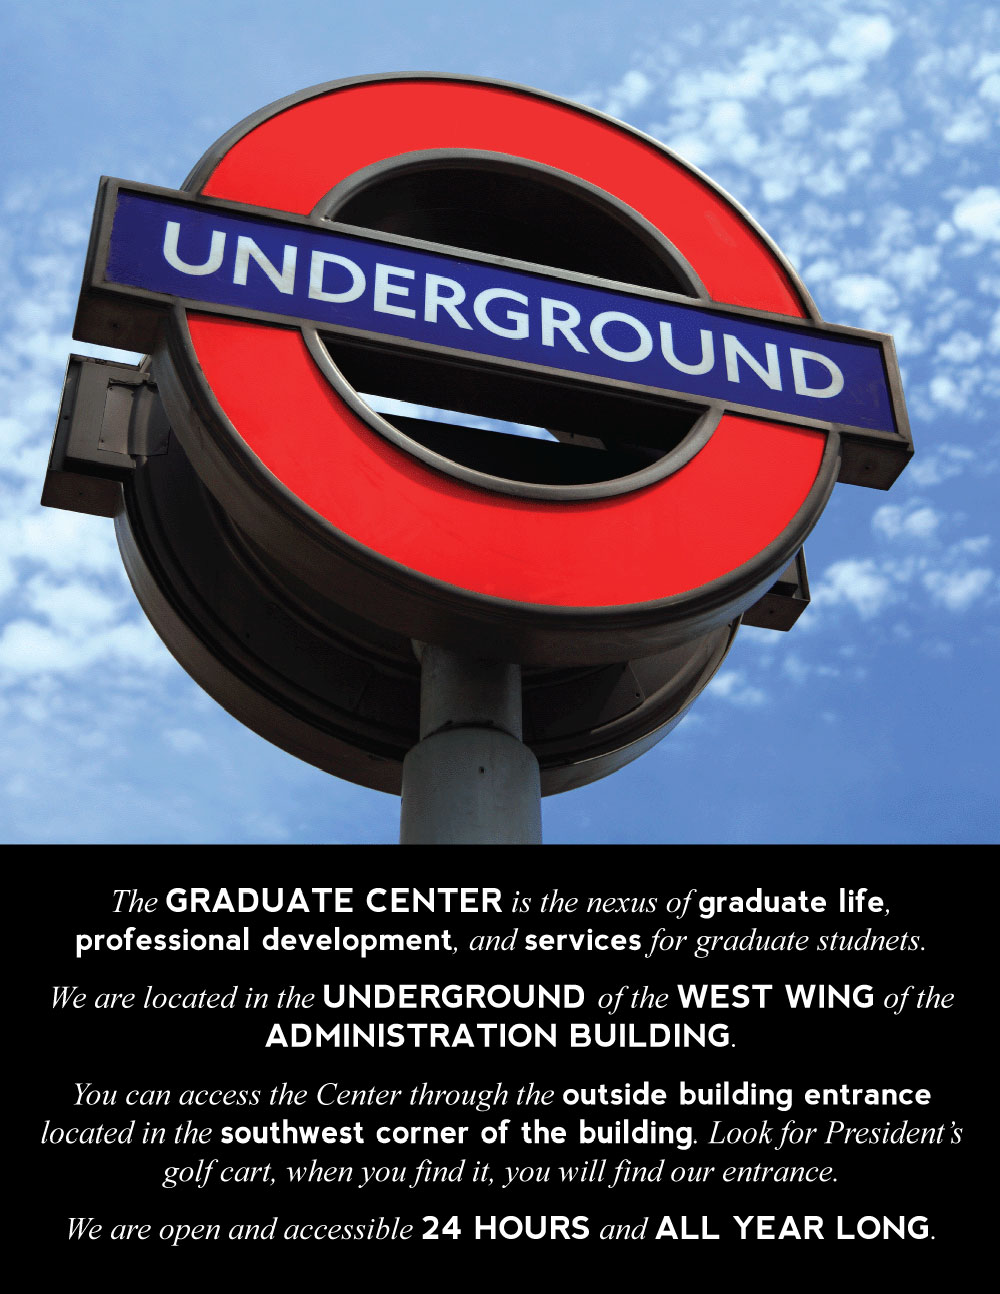 UNDERGROUND
The GRADUATE CENTER is the nexus of graduate life,
professional development, and services for graduate studnets.
We are located in the UNDERGROUND of the WEST WING of the
ADMINISTRATION BUILDING.
You can access the Center through the outside building entrance
located in the southwest corner of the building. Look for President's
golf cart, when you find it, you will find our entrance.
We are open and accessible 24 HOURS and ALL YEAR LONG.